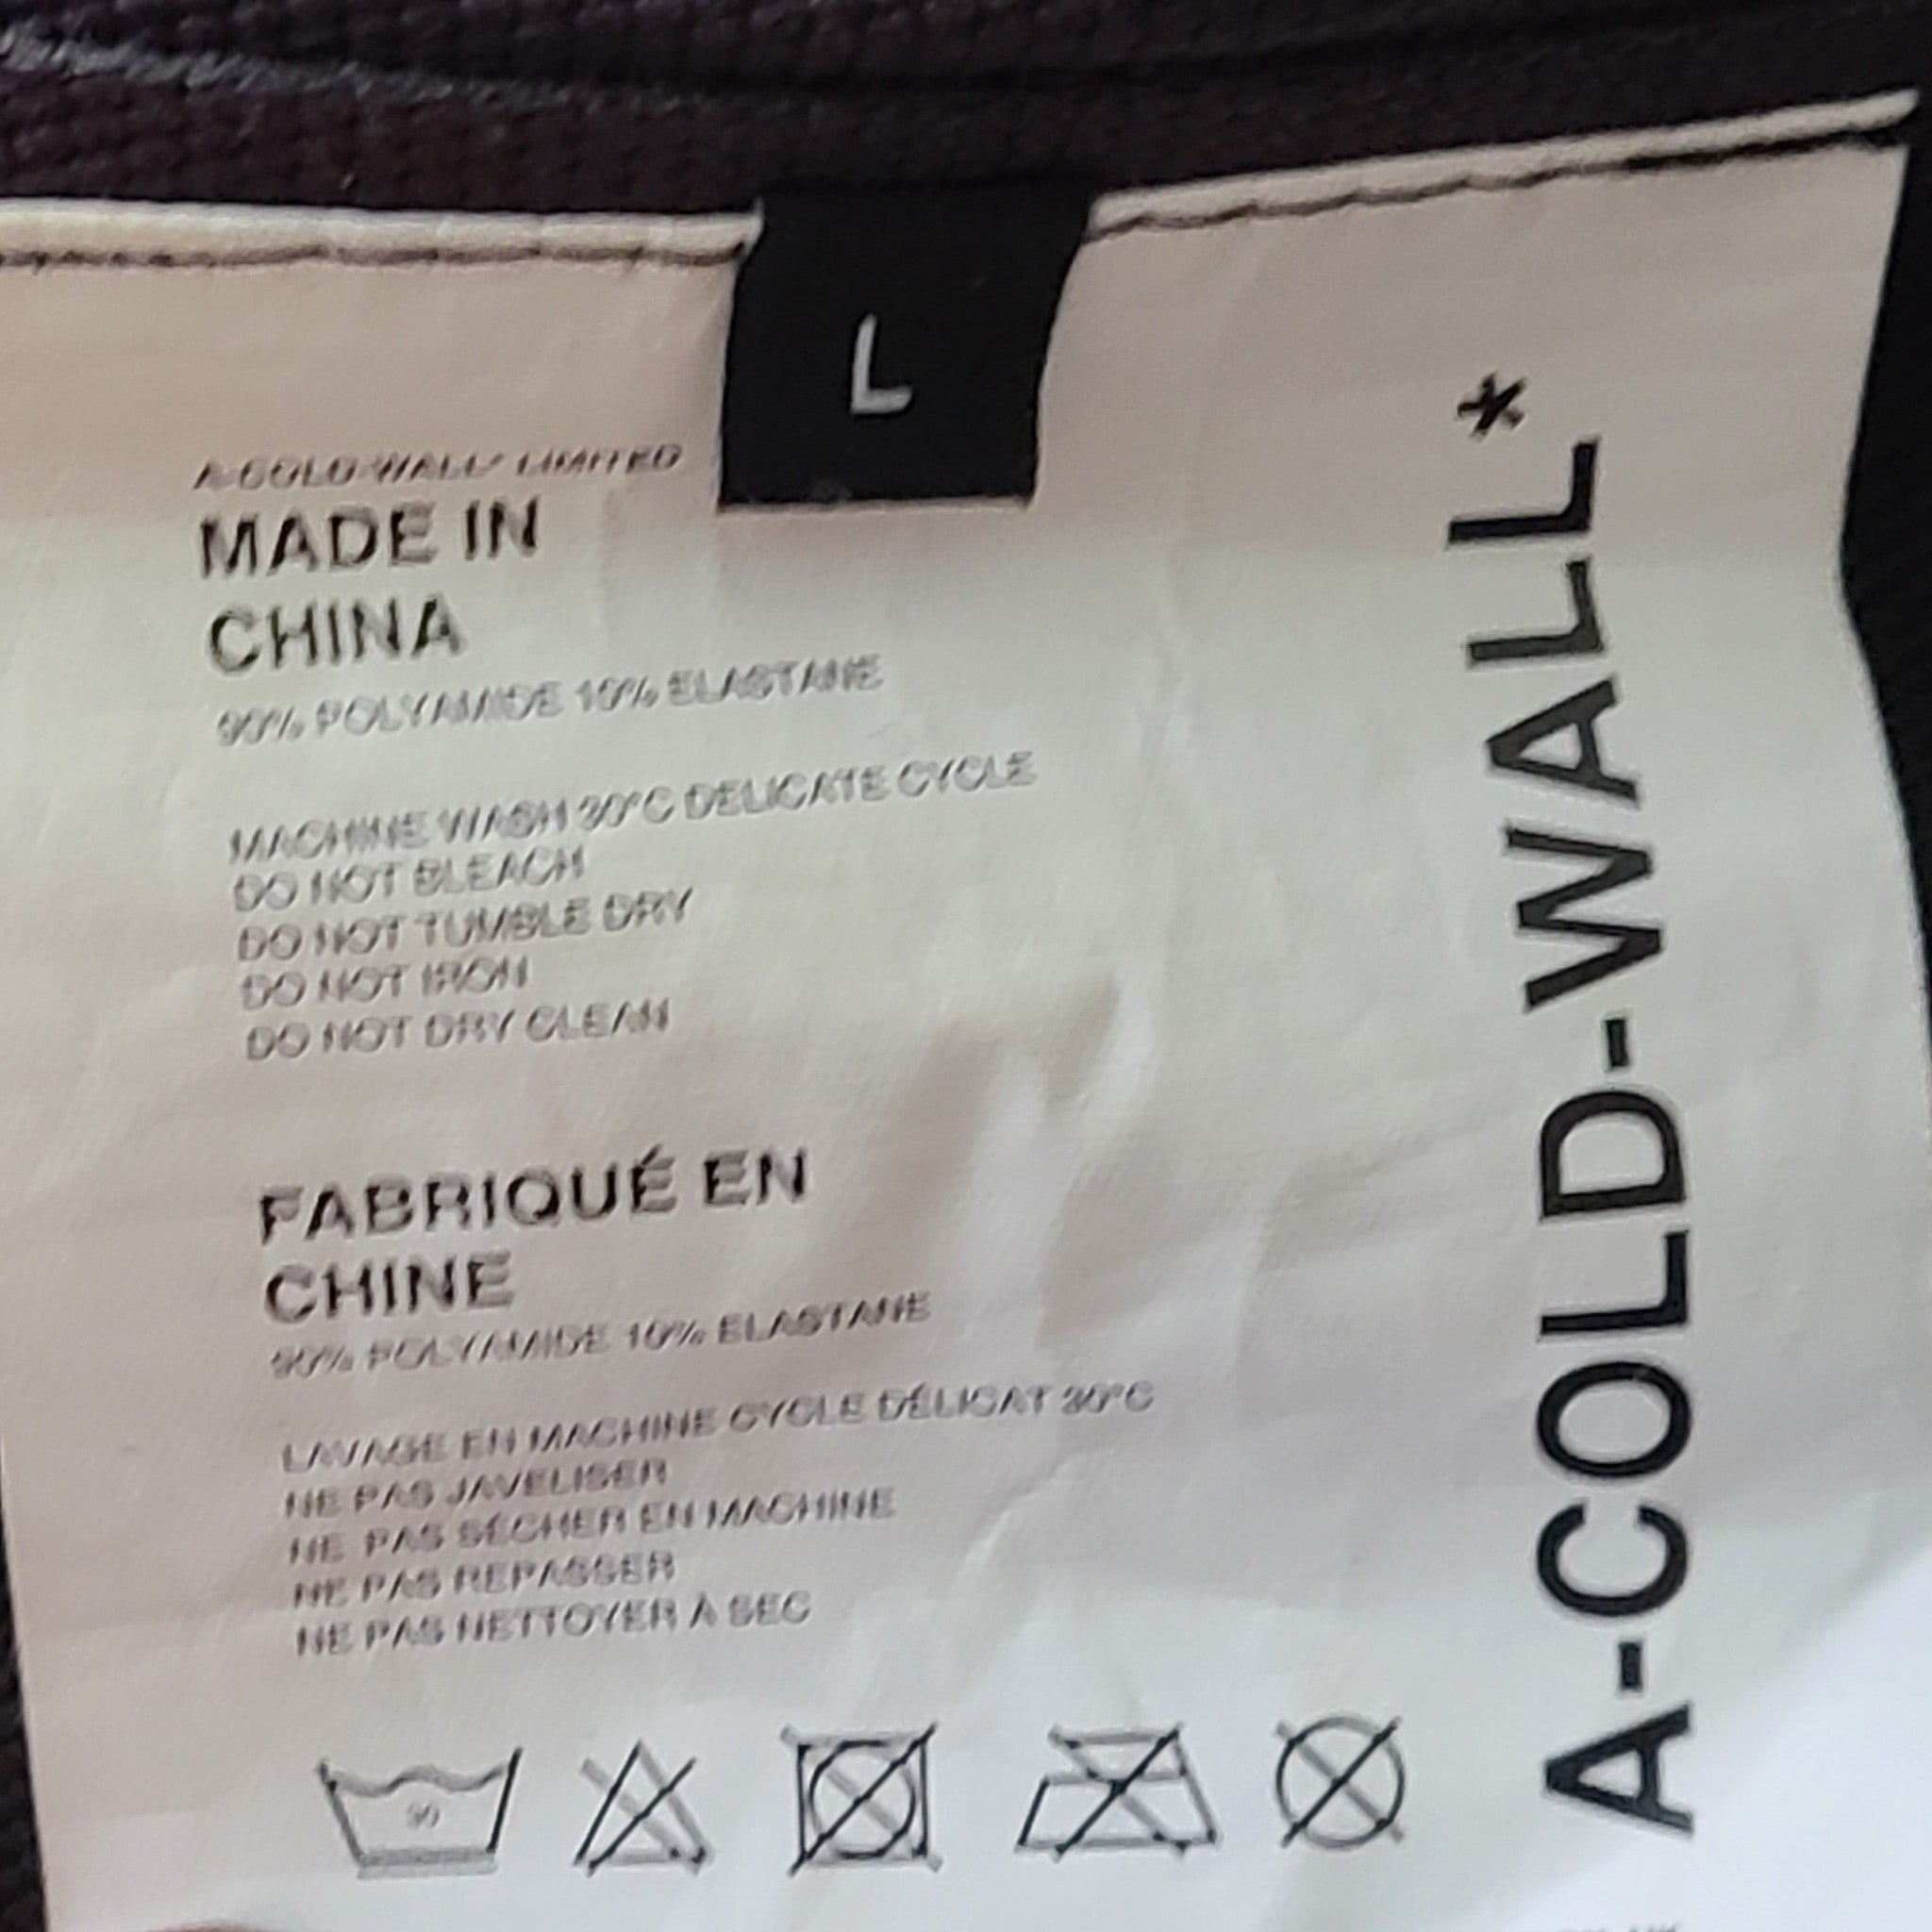 L
A-COLD-WALL* LIMITED
MADE IN
CHINA
90% POLYAMIDE 10% ELASTANE
MACHINE WASH 30°C DELICATE CYCLE
DO NOT BLEACH
DO NOT TUMBLE DRY
DO NOT IRON
DO NOT DRY CLEAN
FABRIQUÉ EN
CHINE
90% POLYAMIDE 10% ELASTANE
LAVAGE EN MACHINE CYCLE DÉLICAT 30°C
NE PAS JAVELISER
NE PAS SÉCHER EN MACHINE
NE PAS REPASSER
NE PAS NETTOYER À SEC
30
A-COLD-WALL*